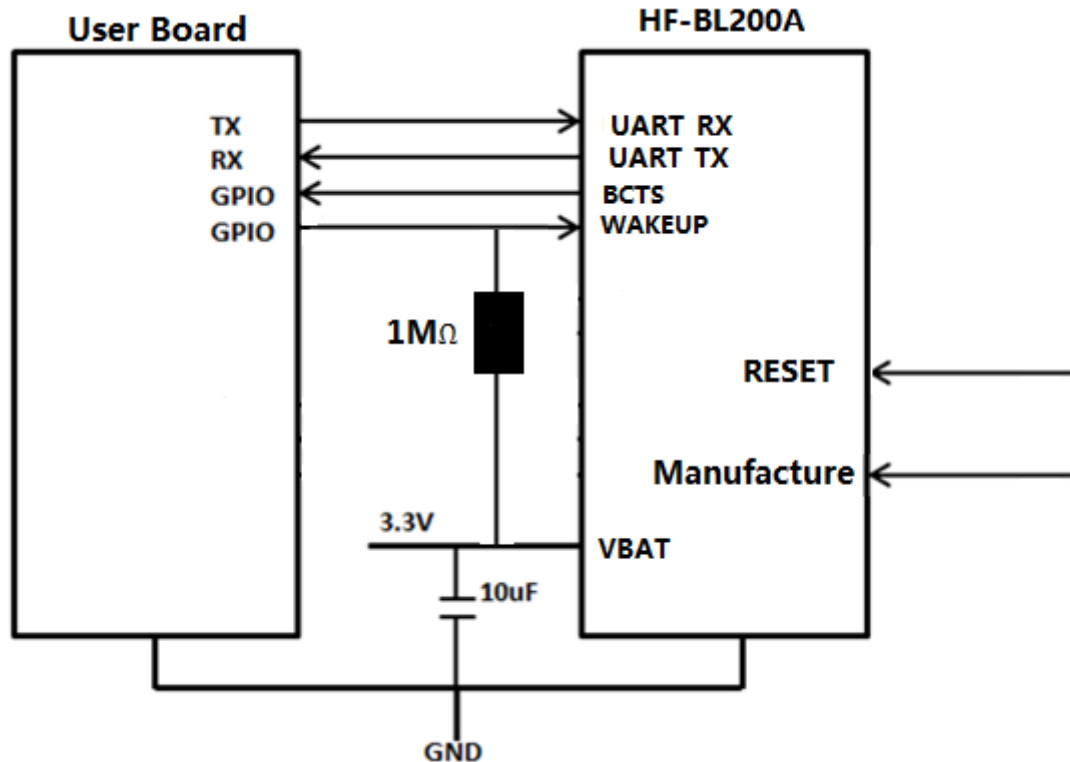 User Board
HF-BL200A
TX
RX
GPIO
GPIO
UART RX
UART TX
BCTS
WAKEUP
1MΩ
RESET
Manufacture
3.3V
VBAT
10uF
GND